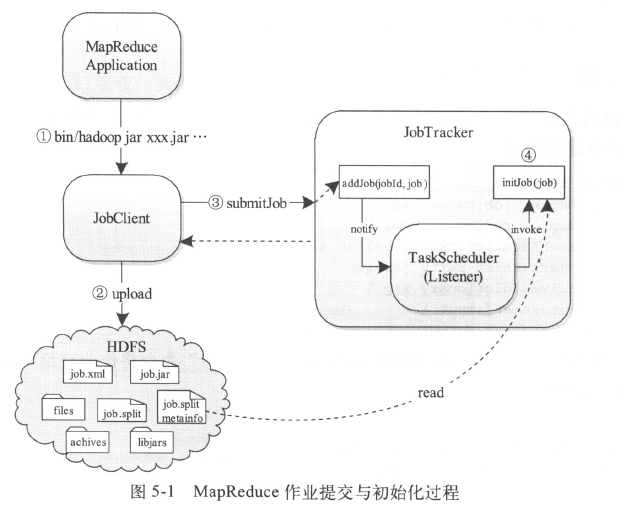 MapReduce
Application
① bin/hadoop jar xxx.jar …
JobTracker
④
addJob(jobId, job)
initJob(job)
JobClient
③ submitJob
notify
invoke
TaskScheduler
(Listener)
② upload
HDFS
job.xml
job.jar
files
job.split
job.split
metainfo
read
achives
libjars
图 5-1 MapReduce 作业提交与初始化过程